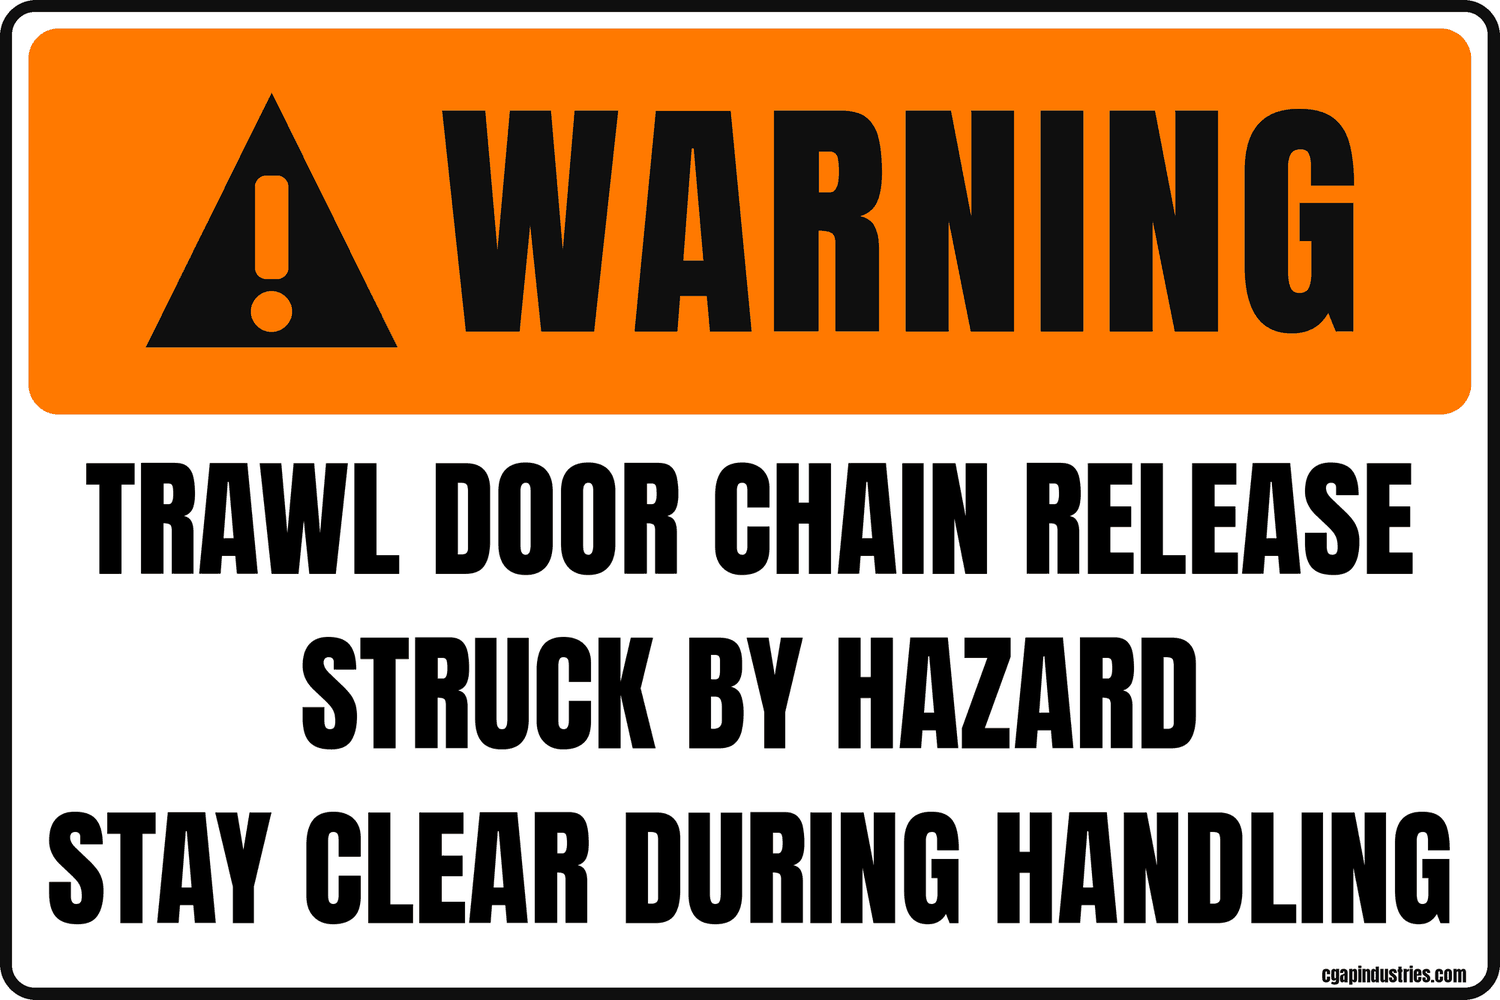 WARNING
TRAWL DOOR CHAIN RELEASE
STRUCK BY HAZARD
STAY CLEAR DURING HANDLING
cgapindustries.com